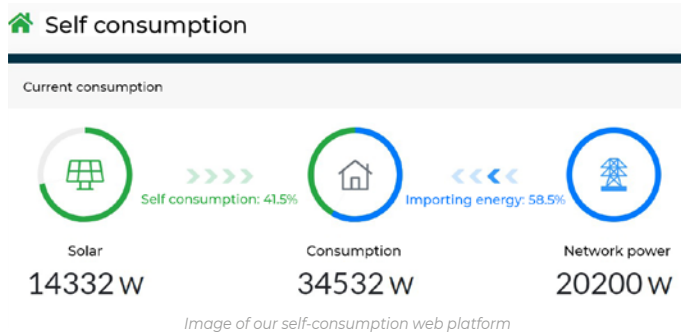 Self consumption
Current consumption
Self consumption: 41.5%
Importing energy: 58.5%
Solar
Consumption
Network power
14332 W
34532 W
20200 W
Image of our self-consumption web platform